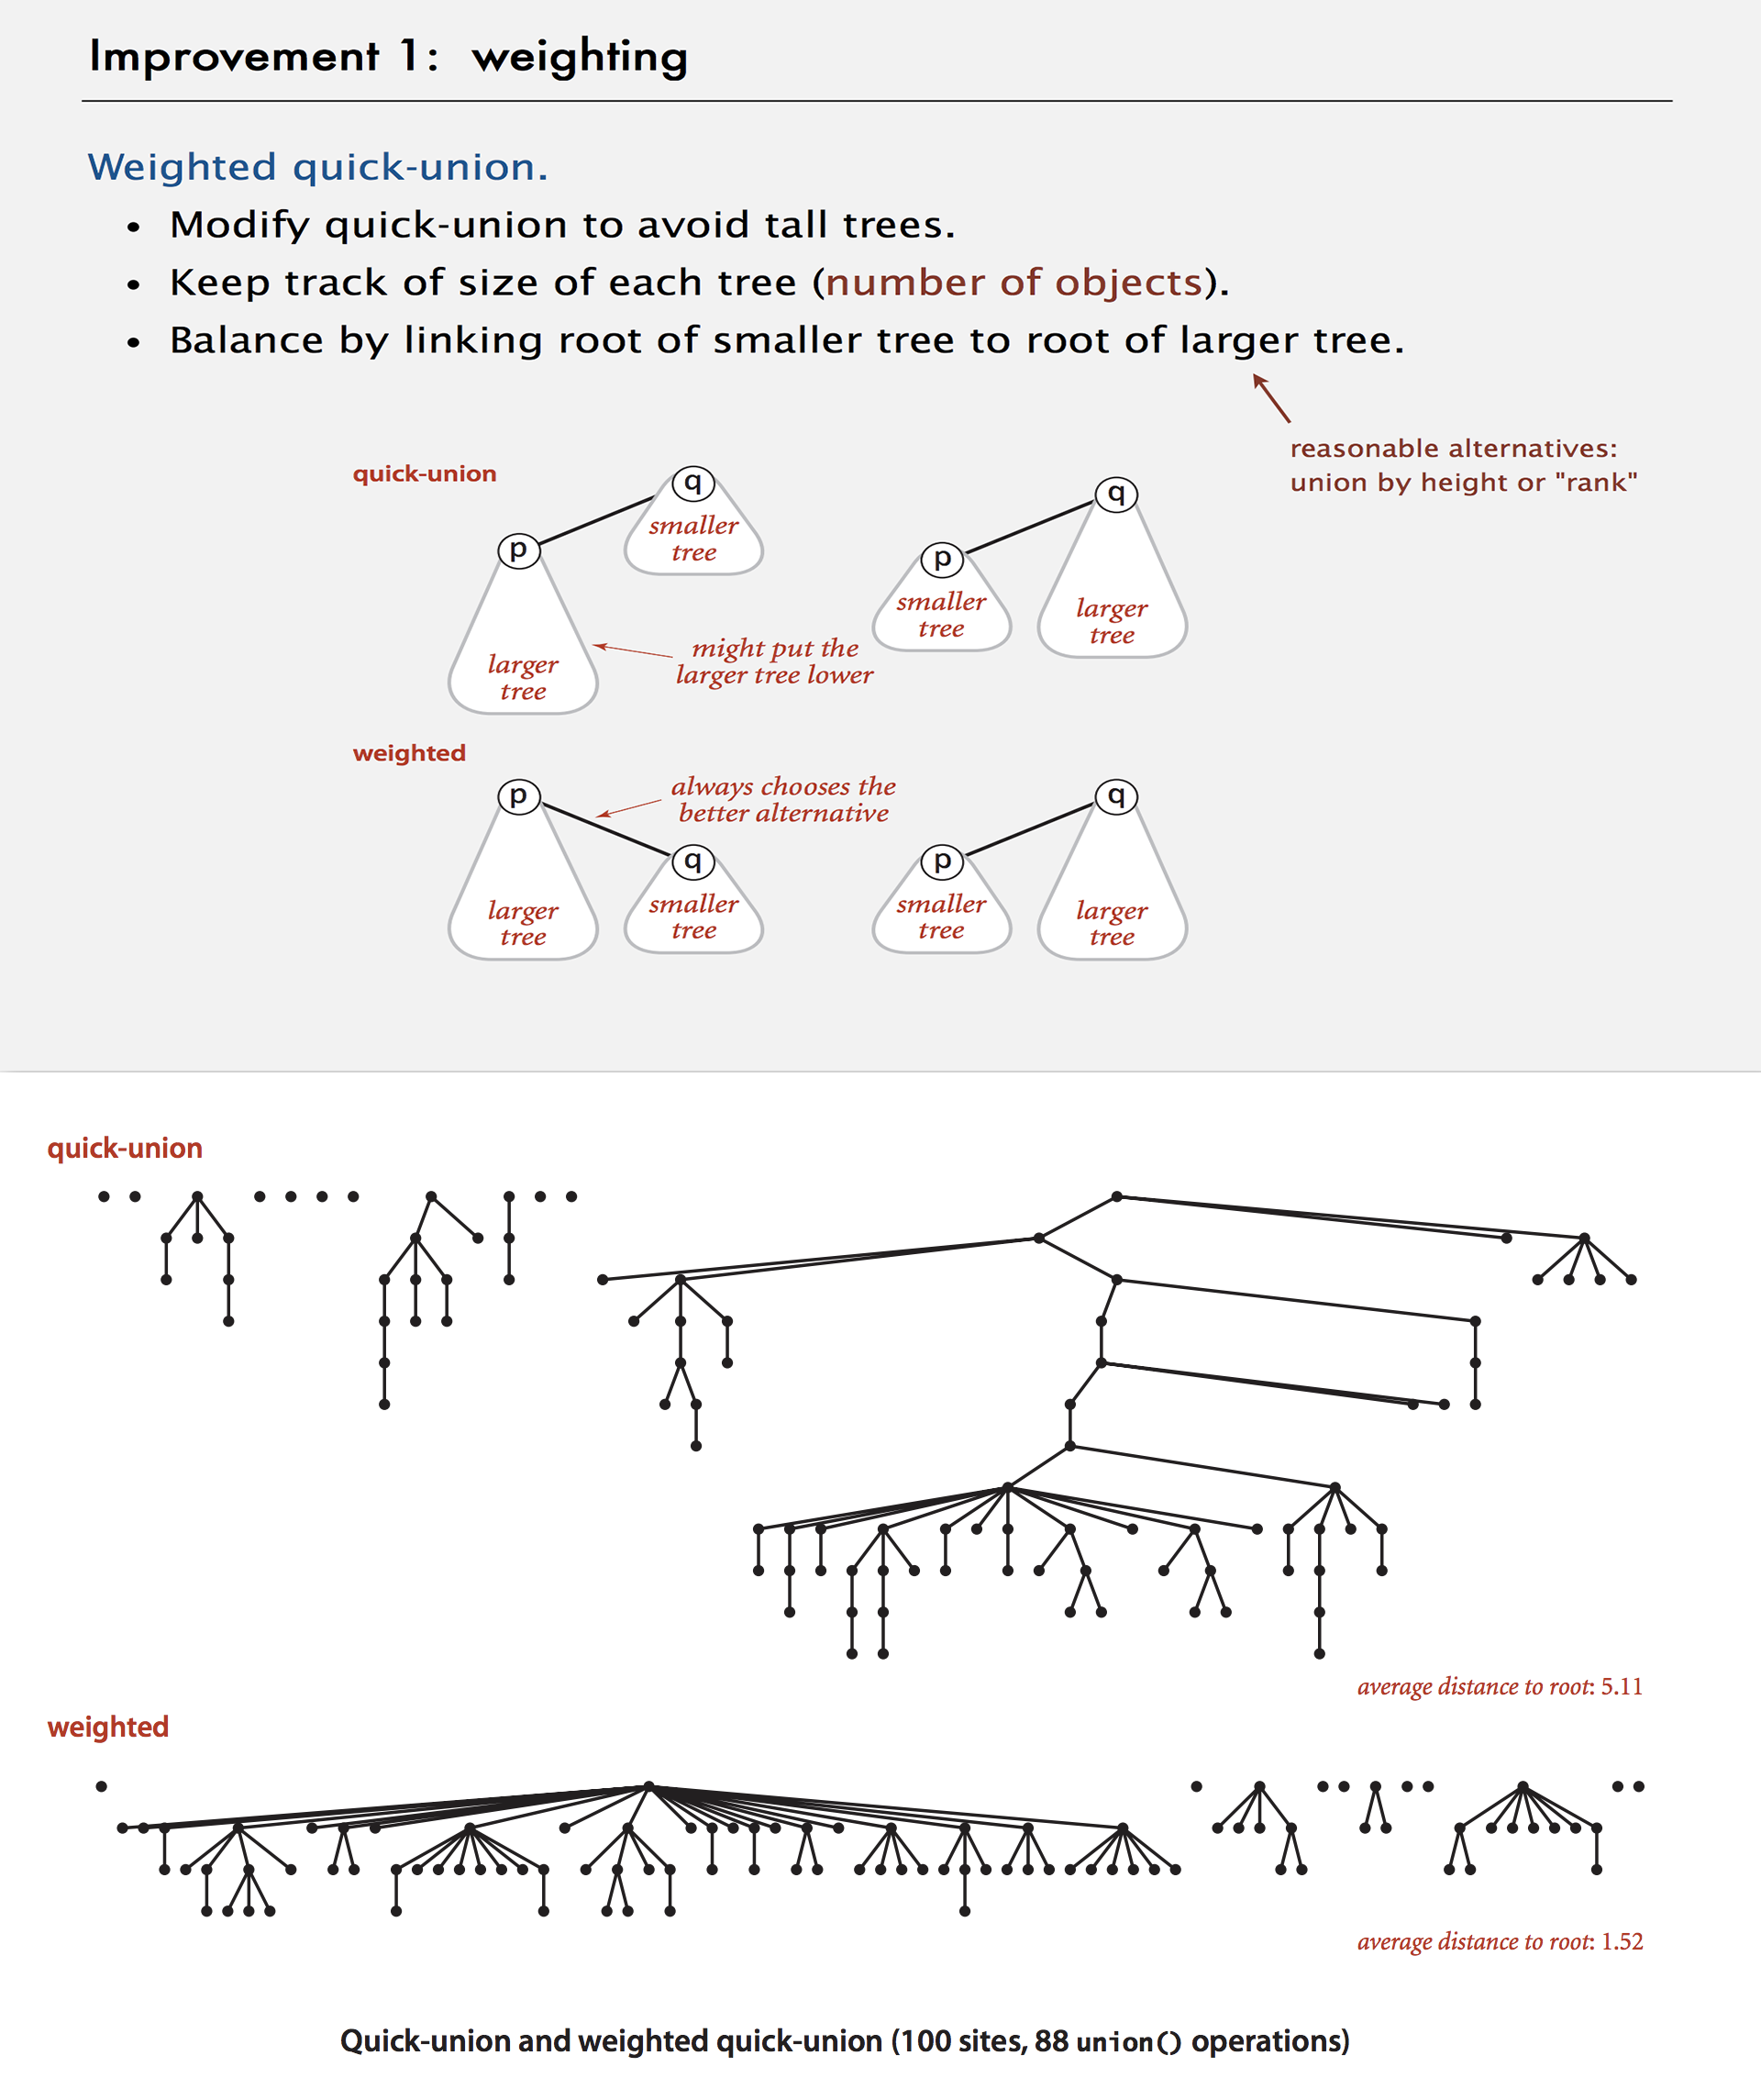 Improvement 1: weighting
Weighted quick-union.
• Modify quick-union to avoid tall trees.
• Keep track of size of each tree (number of objects).
• Balance by linking root of smaller tree to root of larger tree.
reasonable alternatives:
union by height or "rank"
quick-union
q
smaller
tree
p
larger
tree
might put the
larger tree lower
q
p
smaller
tree
larger
tree
weighted
p
always chooses the
better alternative
q
larger
tree
smaller
tree
q
p
smaller
tree
larger
tree
quick-union
average distance to root: 5.11
weighted
average distance to root: 1.52
Quick-union and weighted quick-union (100 sites, 88 union() operations)